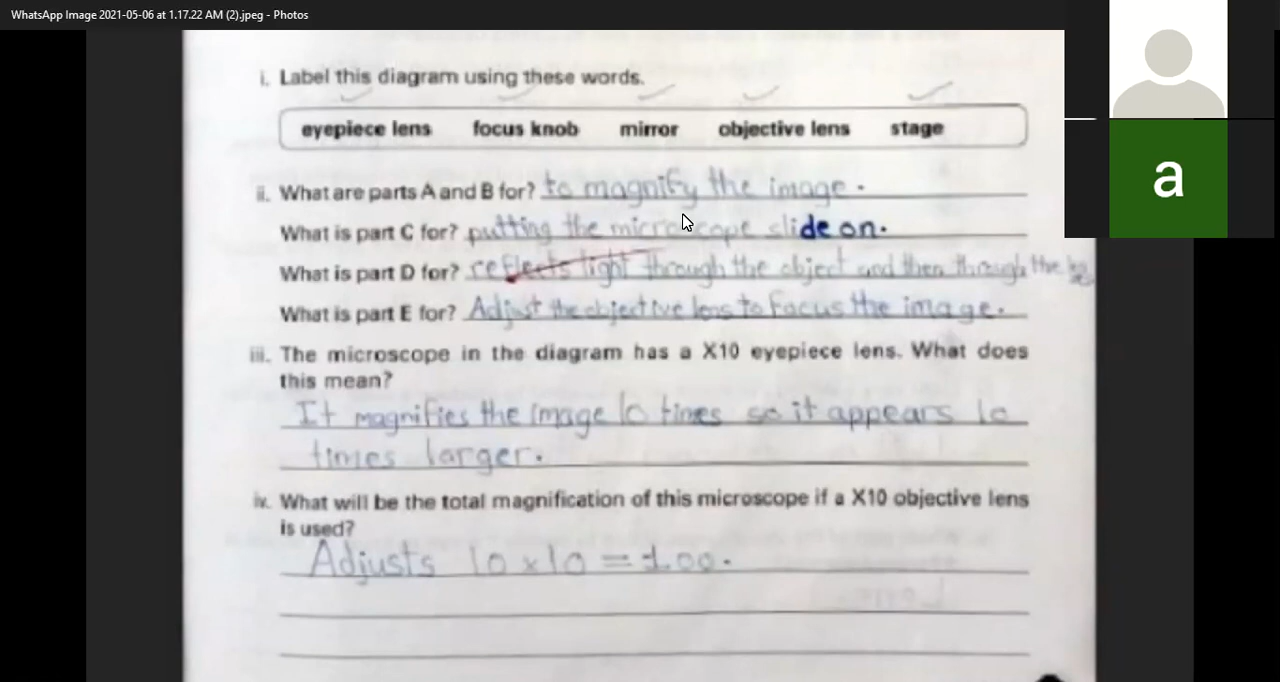 WhatsApp Image 2021-05-06 at 1.17.22 AM (2).jpeg - Photos
a
i. Label this diagram using these words.
eyepiece lens focus knob mirror objective lens stage
ii. What are parts A and B for? to magnify the image.
What is part C for? putting the microscope slide on.
What is part D for? reflects light through the object and then through the
What is part E for? Adjust the objective lens to focus the image.
iii. The microscope in the diagram has a X10 eyepiece lens. What does
this mean?
It magnifies the image 10 times so it appears 10
times larger.
iv. What will be the total magnification of this microscope if a X10 objective lens
is used?
Adjusts 10 x 10 = 100.